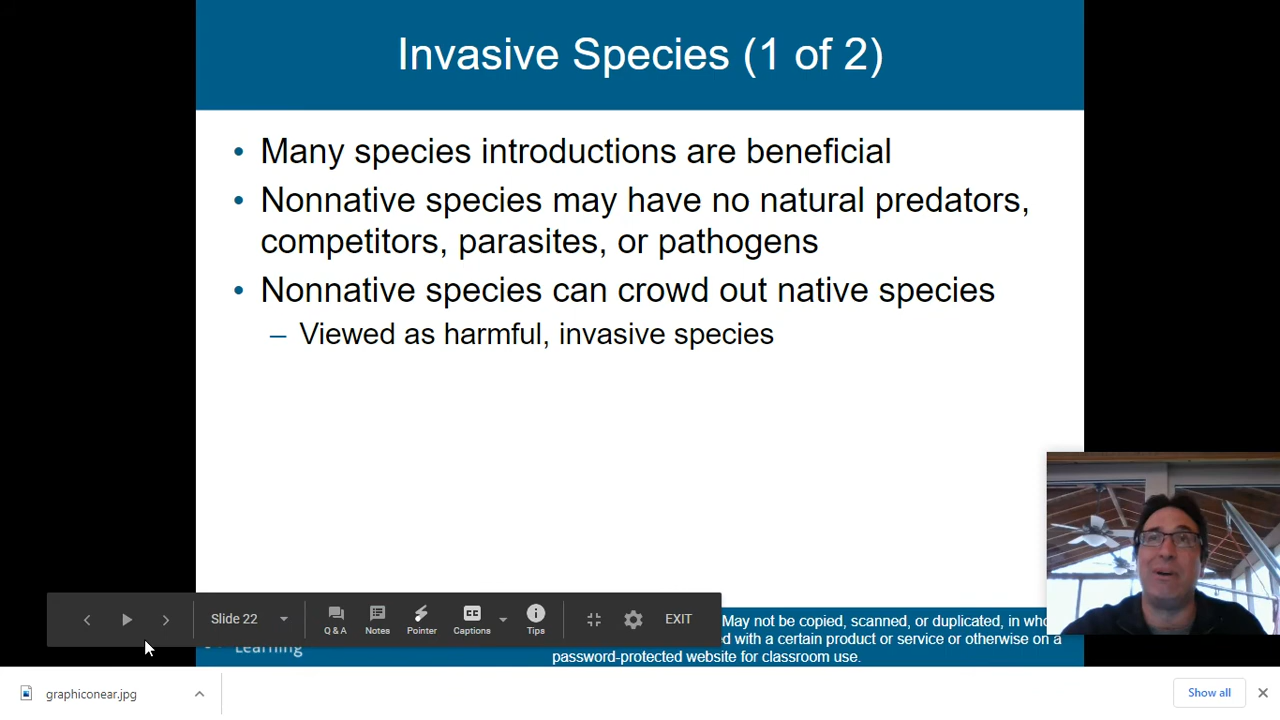 Invasive Species (1 of 2)
• Many species introductions are beneficial
• Nonnative species may have no natural predators,
competitors, parasites, or pathogens
• Nonnative species can crowd out native species
– Viewed as harmful, invasive species
Slide 22
Q & A
Notes
Pointer
CC
Captions
Tips
EXIT
Learning
May not be copied, scanned, or duplicated, in
with a certain product or service or otherwise on a
password-protected website for classroom use.
graphiconear.jpg
Show all